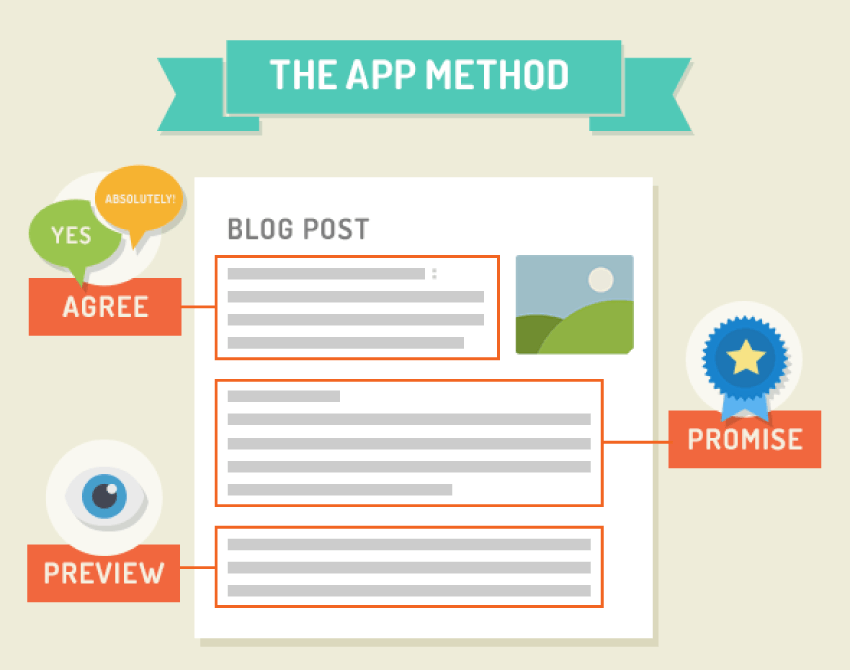 THE APP METHOD
ABSOLUTELY!
YES
AGREE
BLOG POST
PROMISE
PREVIEW